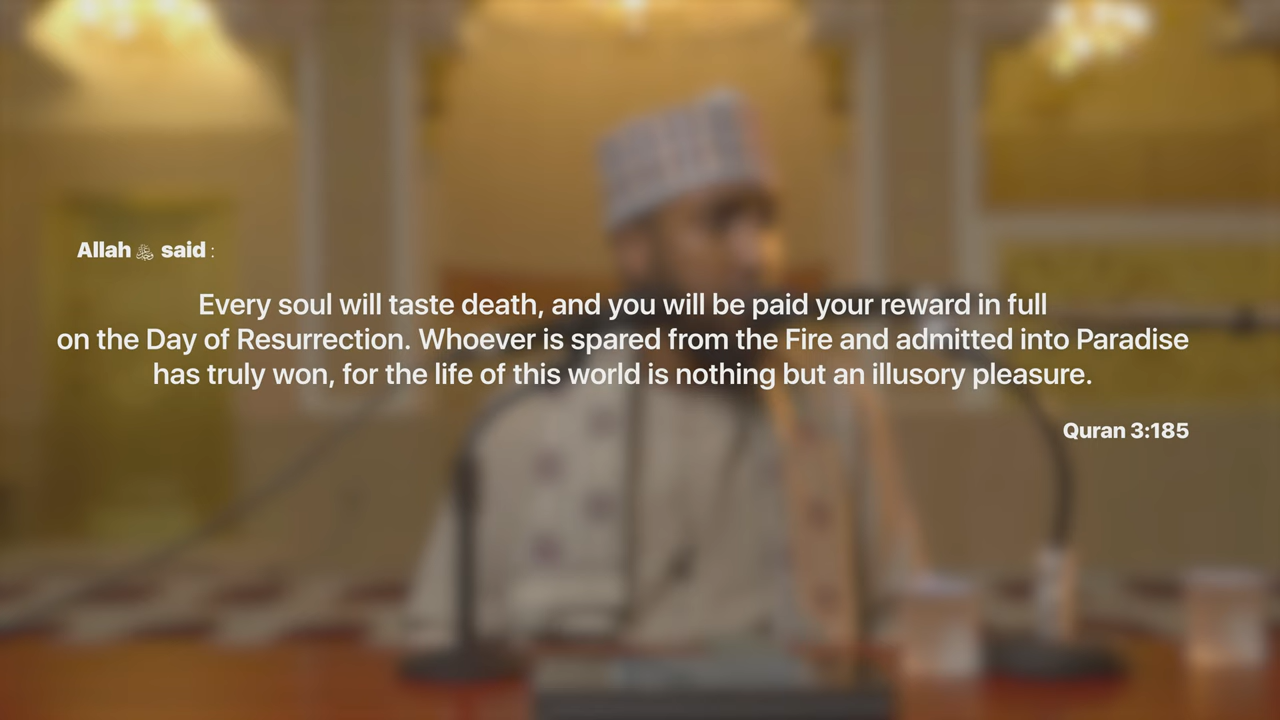 Allah ﷻ said :
Every soul will taste death, and you will be paid your reward in full
on the Day of Resurrection. Whoever is spared from the Fire and admitted into Paradise
has truly won, for the life of this world is nothing but an illusory pleasure.
Quran 3:185